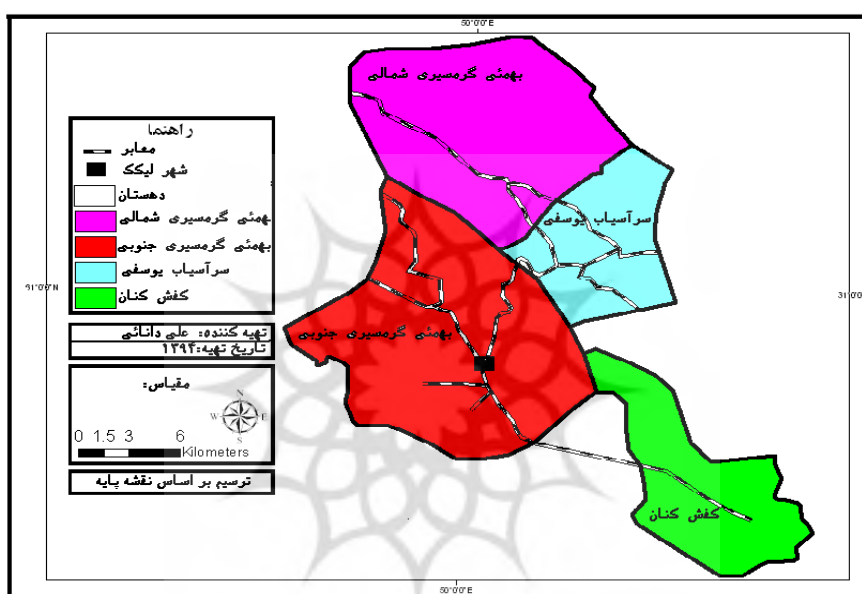 50°0'0"E
بهمئی گرمسیری شمالی
راهنما
معابر
شهر لیکک
دهستان
بهمئی گرمسیری شمالی
بهمئی گرمسیری جنوبی
سرآسیاب یوسفی
کفش کنان
سرآسیاب یوسفی
31°0'0"N
31°0'0
بهمئی گرمسیری جنوبی
تهیه کننده: علی دانائی
تاریخ تهیه:۱۳۹۴
مقیاس:
N
W E
S
0 1.5 3 6
Kilometers
ترسیم بر اساس نقشه پایه
کفش کنان
50°0'0"E